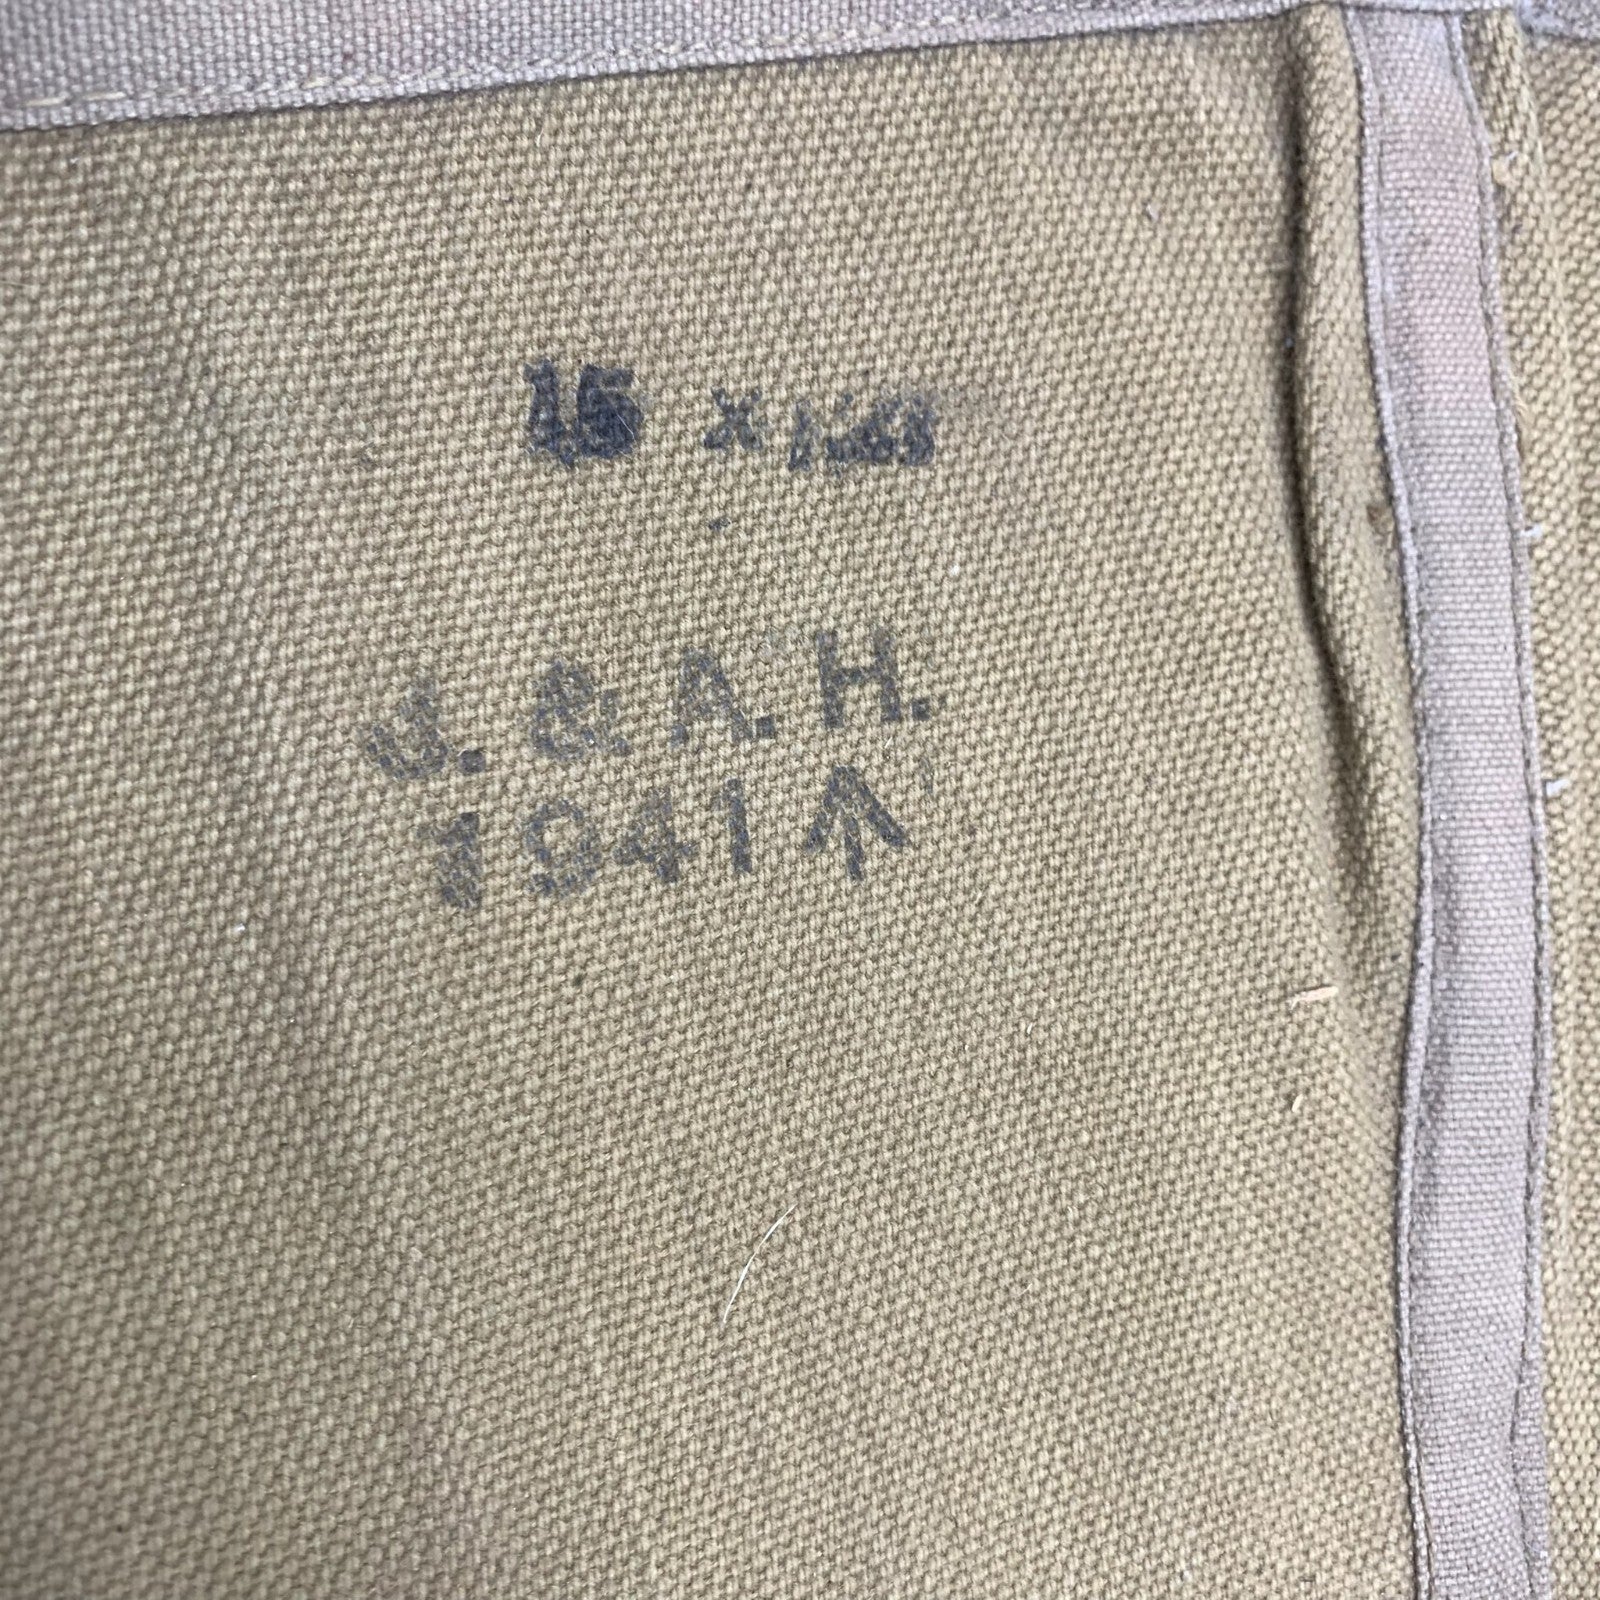 15 x
J. & A. H.
1941 ↑